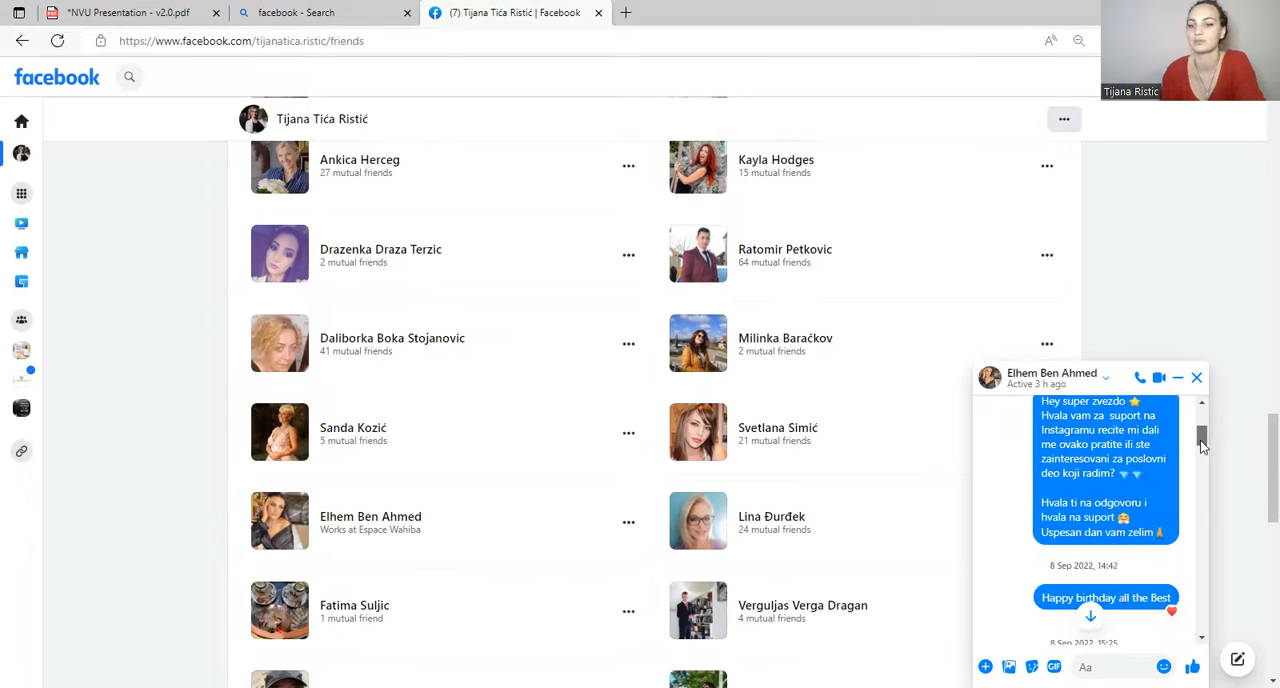 *NVU Presentation - v2.0.pdf
facebook - Search
(7) Tijana Tića Ristić | Facebook
https://www.facebook.com/tijanatica.ristic/friends
Tijana Ristic
facebook
Tijana Tića Ristić
Ankica Herceg
27 mutual friends
Kayla Hodges
15 mutual friends
Drazenka Draza Terzic
2 mutual friends
Ratomir Petkovic
64 mutual friends
Daliborka Boka Stojanovic
41 mutual friends
Milinka Baračkov
2 mutual friends
Sanda Kozić
5 mutual friends
Svetlana Simić
21 mutual friends
Elhem Ben Ahmed
Works at Espace Wahiba
Lina Đurđek
24 mutual friends
Fatima Suljic
1 mutual friend
Verguljas Verga Dragan
4 mutual friends
Elhem Ben Ahmed
Active 3 h ago
Hey super zvezdo ⭐
Hvala vam za suport na
Instagramu recite mi dali
me ovako pratite ili ste
zainteresovani za poslovni
deo koji radim? 💎💎
Hvala ti na odgovoru i
hvala na suport 🤗
Uspesan dan vam zelim🙏
8 Sep 2022, 14:42
Happy birthday all the Best
8 Sep 2022, 15:25
GIF
Aa